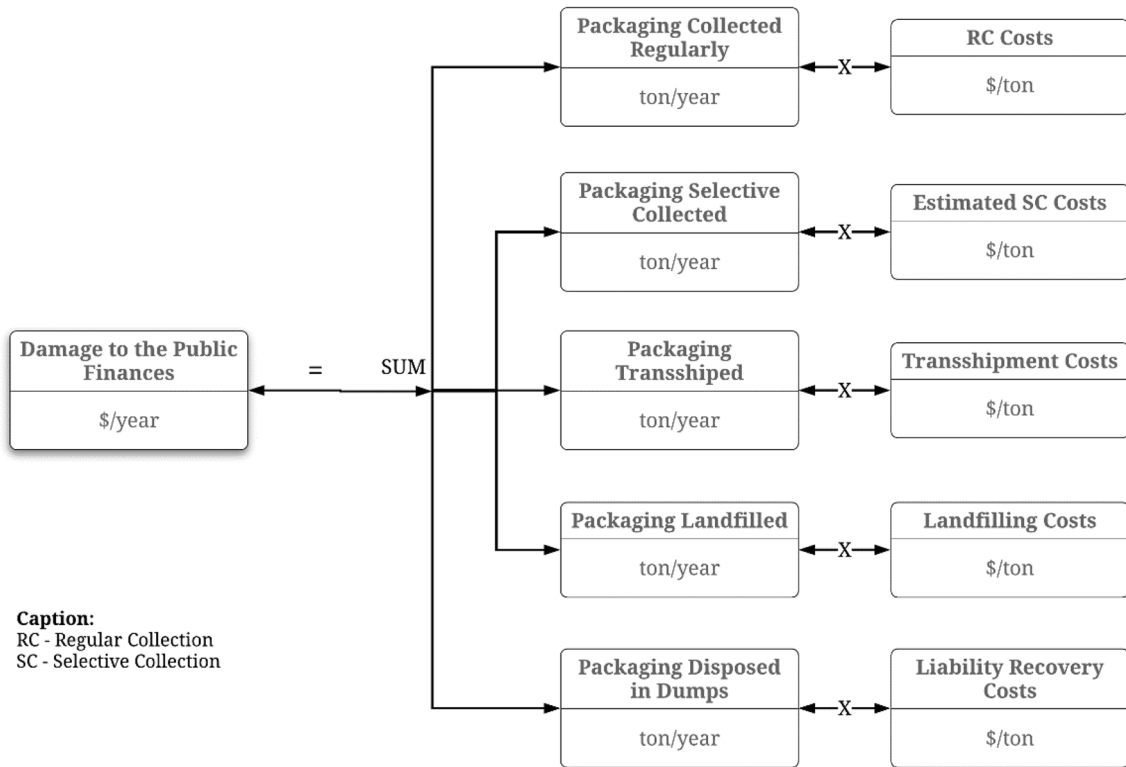 Packaging Collected
Regularly
ton/year
X
RC Costs
$/ton
Packaging Selective
Collected
ton/year
X
Estimated SC Costs
$/ton
Damage to the Public
Finances
$/year
=
SUM
Packaging
Transshiped
ton/year
X
Transshipment Costs
$/ton
Packaging Landfilled
ton/year
X
Landfilling Costs
$/ton
Caption:
RC - Regular Collection
SC - Selective Collection
Packaging Disposed
in Dumps
ton/year
X
Liability Recovery
Costs
$/ton